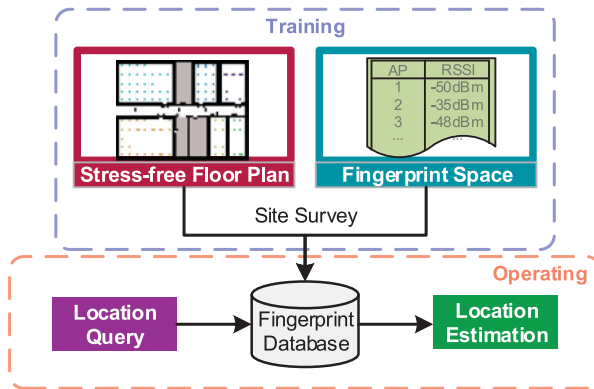 Training
AP RSSI
1 -50dBm
2 -35dBm
3 -48dBm
... ...
Stress-free Floor Plan
Fingerprint Space
Site Survey
Operating
Location
Query
Fingerprint
Database
Location
Estimation